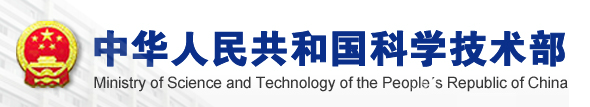 中华人民共和国科学技术部
Ministry of Science and Technology of the People´s Republic of China